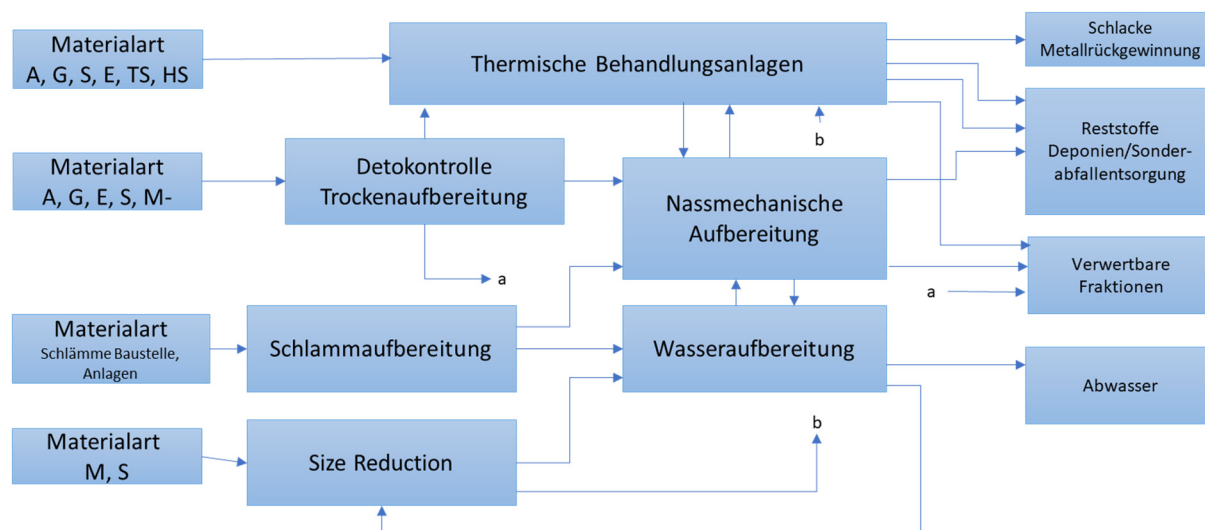 Materialart
A, G, S, E, TS, HS
Thermische Behandlungsanlagen
Schlacke
Metallrückgewinnung
b
Reststoffe
Deponien/Sonder-
abfallentsorgung
Materialart
A, G, E, S, M-
Detokontrolle
Trockenaufbereitung
Nassmechanische
Aufbereitung
a
a
Verwertbare
Fraktionen
Materialart
Schlämme Baustelle,
Anlagen
Schlammaufbereitung
Wasseraufbereitung
Abwasser
b
Materialart
M, S
Size Reduction